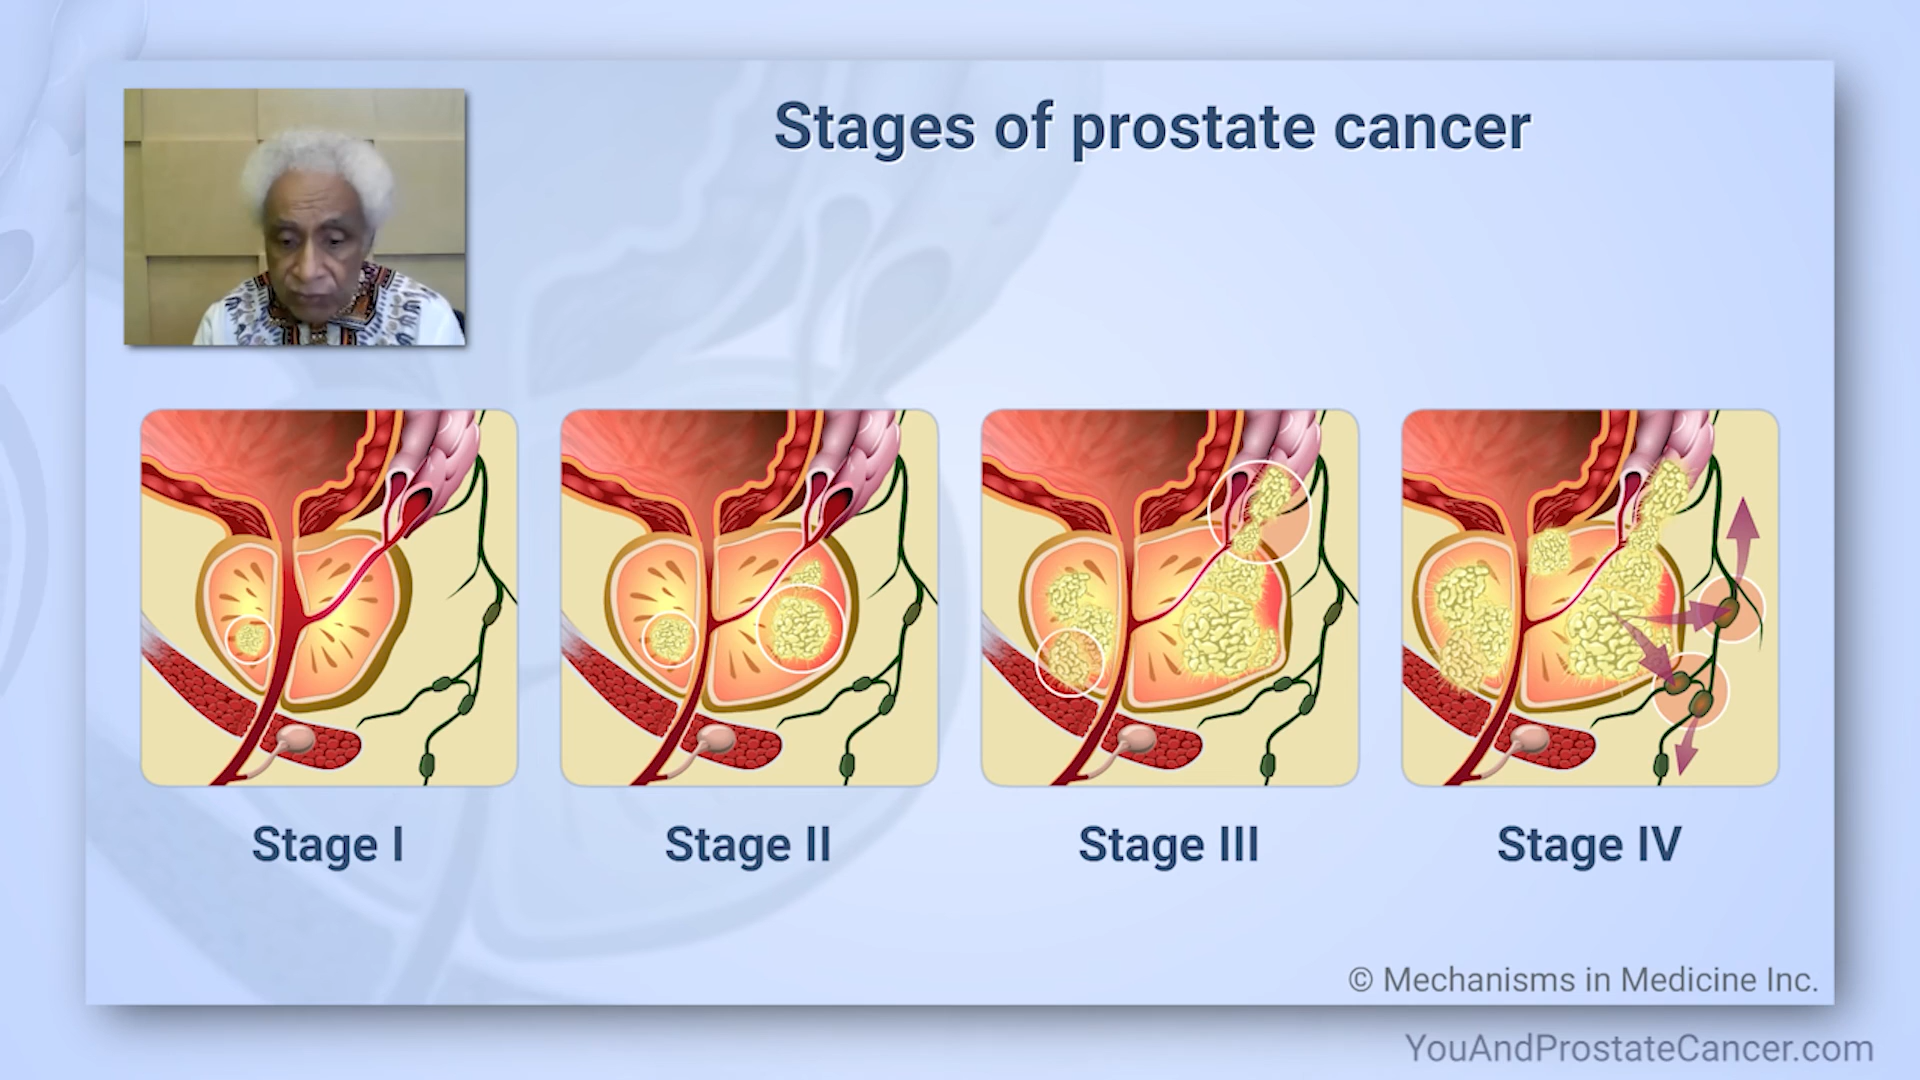 Stages of prostate cancer
Stage I
Stage II
Stage III
Stage IV
© Mechanisms in Medicine Inc.
YouAndProstateCancer.com